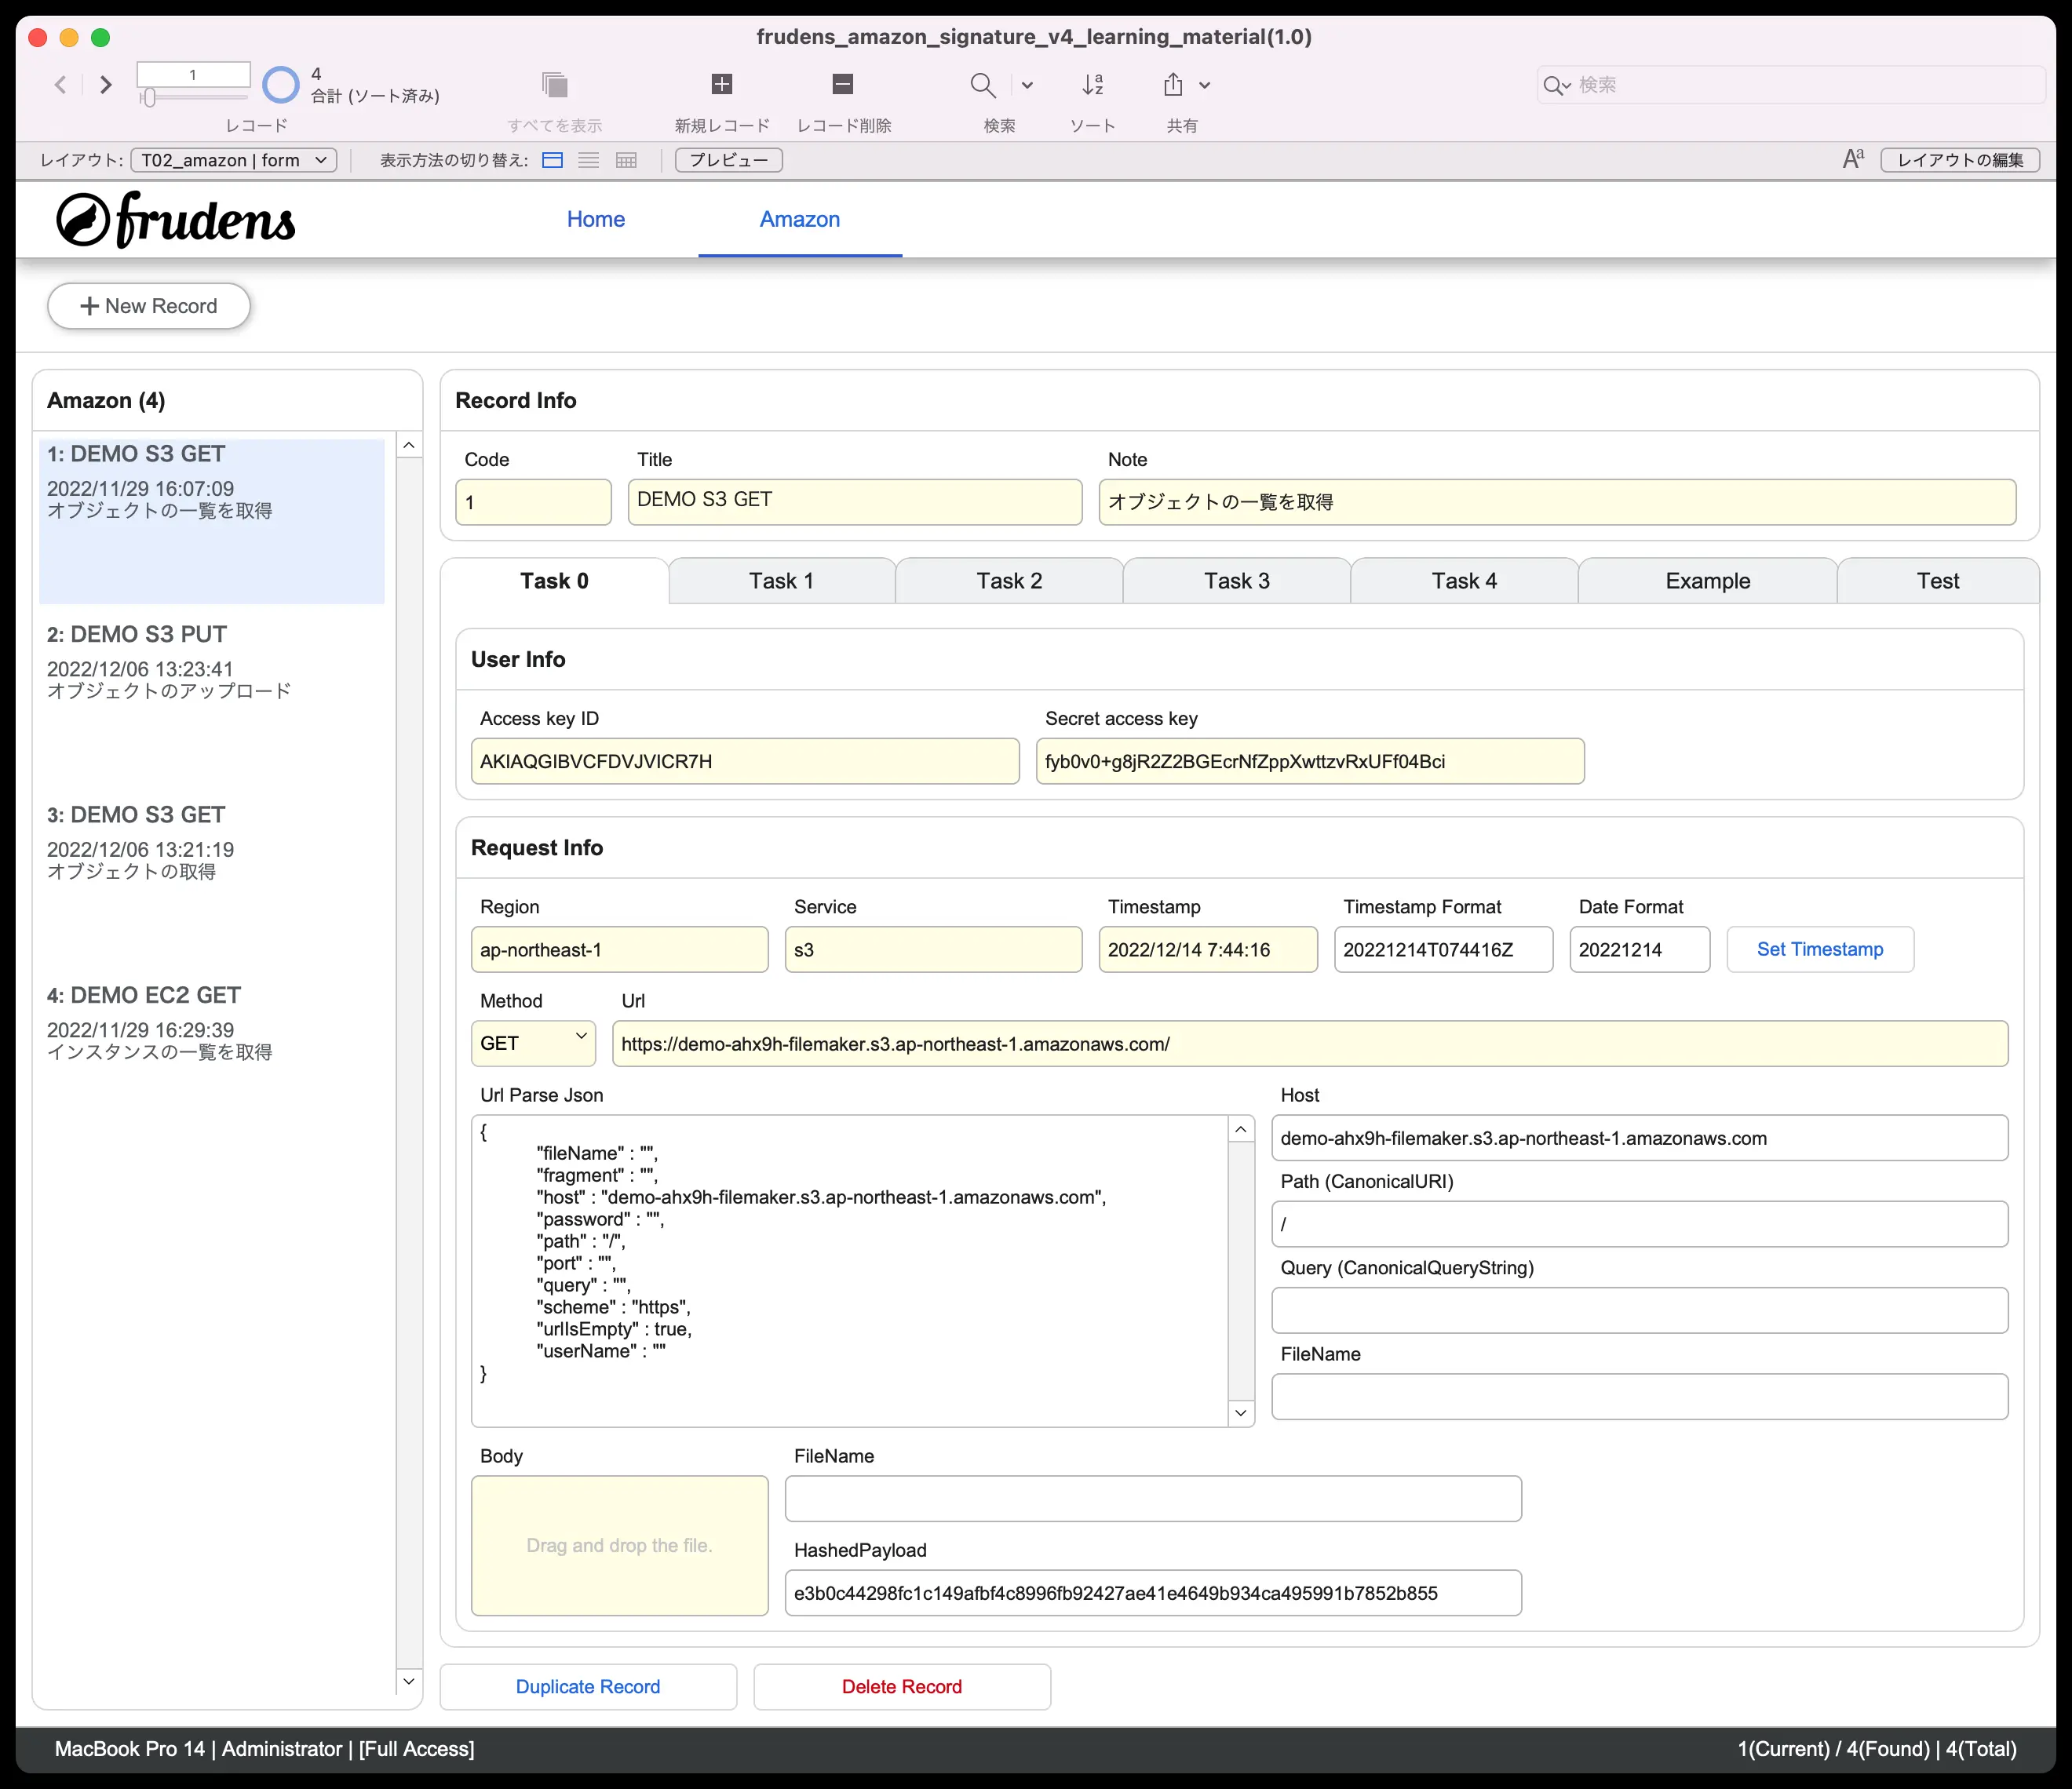 frudens_amazon_signature_v4_learning_material(1.0)
1
4
合計 (ソート済み)
レコード
すべてを表示
新規レコード
レコード削除
検索
ソート
共有
検索
レイアウト:
T02_amazon | form
表示方法の切り替え:
プレビュー
Aa
レイアウトの編集
frudens
Home
Amazon
+ New Record
Amazon (4)
1: DEMO S3 GET
2022/11/29 16:07:09
オブジェクトの一覧を取得
2: DEMO S3 PUT
2022/12/06 13:23:41
オブジェクトのアップロード
3: DEMO S3 GET
2022/12/06 13:21:19
オブジェクトの取得
4: DEMO EC2 GET
2022/11/29 16:29:39
インスタンスの一覧を取得
Record Info
Code
Title
Note
1
DEMO S3 GET
オブジェクトの一覧を取得
Task 0
Task 1
Task 2
Task 3
Task 4
Example
Test
User Info
Access key ID
Secret access key
AKIAQGIBVCFDVJVICR7H
fyb0v0+g8jR2Z2BGEcrNfZppXwttzvRxUFf04Bci
Request Info
Region
Service
Timestamp
Timestamp Format
Date Format
ap-northeast-1
s3
2022/12/14 7:44:16
20221214T074416Z
20221214
Set Timestamp
Method
Url
GET
https://demo-ahx9h-filemaker.s3.ap-northeast-1.amazonaws.com/
Url Parse Json
{
"fileName" : "",
"fragment" : "",
"host" : "demo-ahx9h-filemaker.s3.ap-northeast-1.amazonaws.com",
"password" : "",
"path" : "/",
"port" : "",
"query" : "",
"scheme" : "https",
"urlIsEmpty" : true,
"userName" : ""
}
Host
demo-ahx9h-filemaker.s3.ap-northeast-1.amazonaws.com
Path (CanonicalURI)
/
Query (CanonicalQueryString)
FileName
Body
Drag and drop the file.
FileName
HashedPayload
e3b0c44298fc1c149afbf4c8996fb92427ae41e4649b934ca495991b7852b855
Duplicate Record
Delete Record
MacBook Pro 14 | Administrator | [Full Access]
1(Current) / 4(Found) | 4(Total)